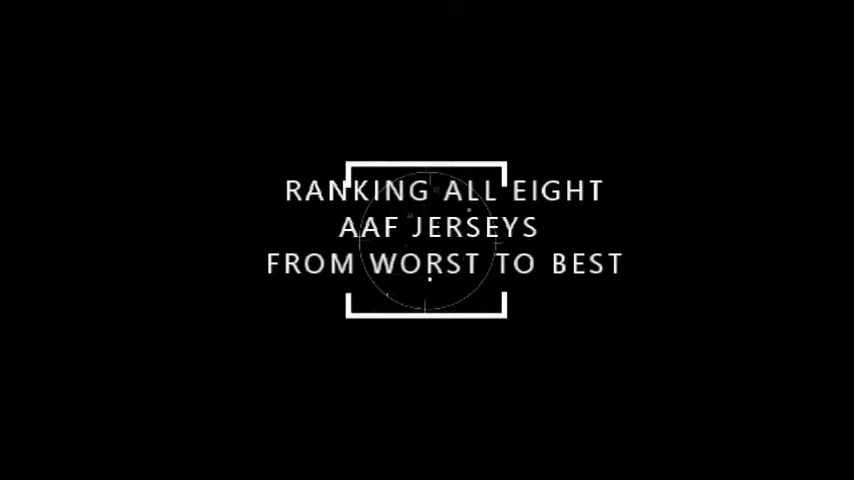 RANKING ALL EIGHT
AAF JERSEYS
FROM WORST TO BEST